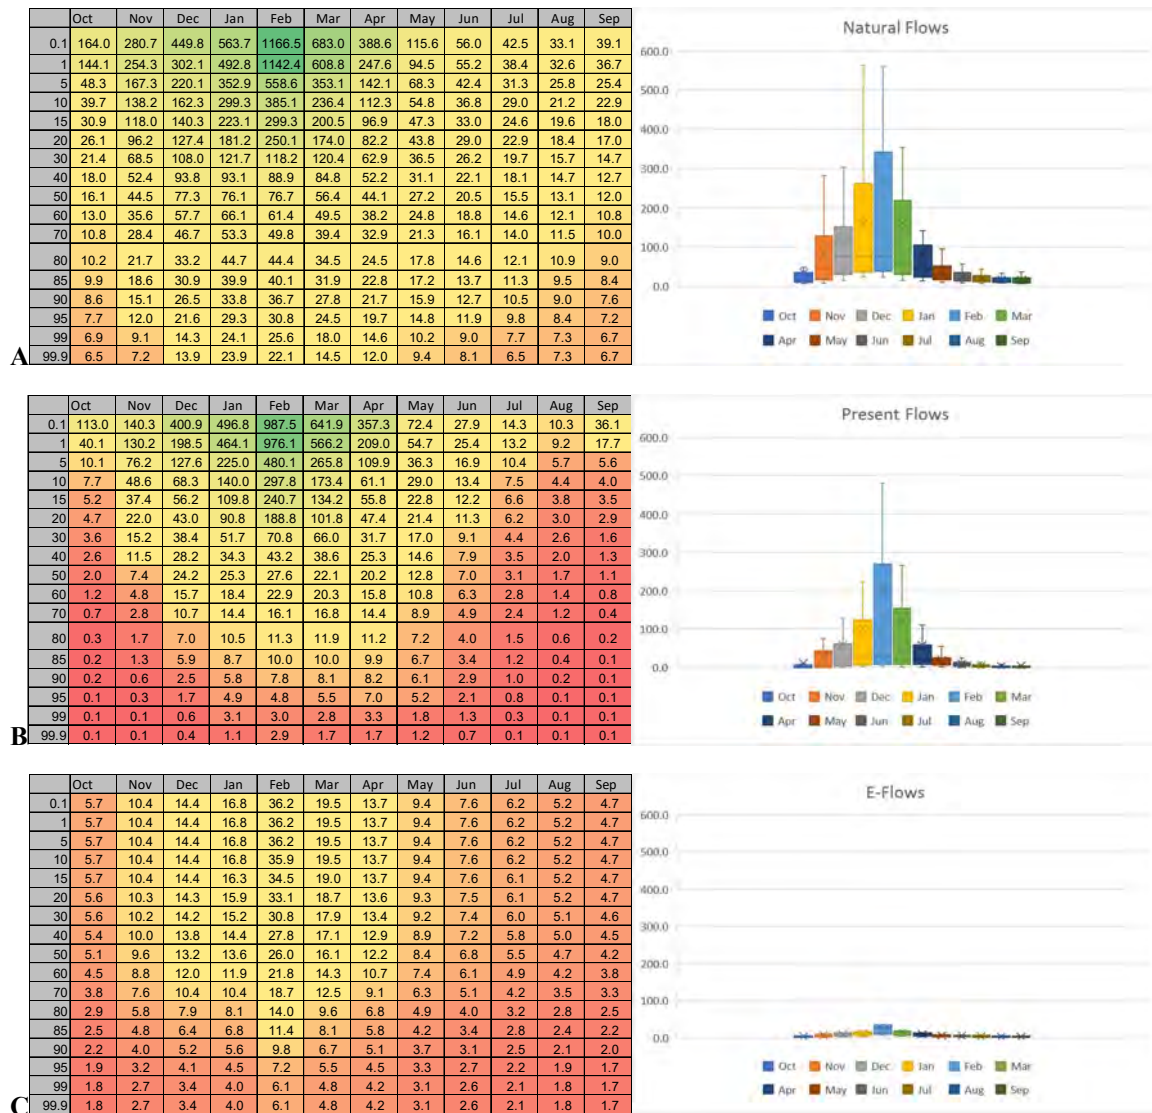 Oct Nov Dec Jan Feb Mar Apr May Jun Jul Aug Sep
0.1 164.0 280.7 449.8 563.7 1166.5 683.0 388.6 115.6 56.0 42.5 33.1 39.1
1 144.1 254.3 302.1 492.8 1142.4 608.8 247.6 94.5 55.2 38.4 32.6 36.7
5 48.3 167.3 220.1 352.9 558.6 353.1 142.1 68.3 42.4 31.3 25.8 25.4
10 39.7 138.2 162.3 299.3 385.1 236.4 112.3 54.8 36.8 29.0 21.2 22.9
15 30.9 118.0 140.3 223.1 299.3 200.5 96.9 47.3 33.0 24.6 19.6 18.0
20 26.1 96.2 127.4 181.2 250.1 174.0 82.2 43.8 29.0 22.9 18.4 17.0
30 21.4 68.5 108.0 121.7 118.2 120.4 62.9 36.5 26.2 19.7 15.7 14.7
40 18.0 52.4 93.8 93.1 88.9 84.8 52.2 31.1 22.1 18.1 14.7 12.7
50 16.1 44.5 77.3 76.1 76.7 56.4 44.1 27.2 20.5 15.5 13.1 12.0
60 13.0 35.6 57.7 66.1 61.4 49.5 38.2 24.8 18.8 14.6 12.1 10.8
70 10.8 28.4 46.7 53.3 49.8 39.4 32.9 21.3 16.1 14.0 11.5 10.0
80 10.2 21.7 33.2 44.7 44.4 34.5 24.5 17.8 14.6 12.1 10.9 9.0
85 9.9 18.6 30.9 39.9 40.1 31.9 22.8 17.2 13.7 11.3 9.5 8.4
90 8.6 15.1 26.5 33.8 36.7 27.8 21.7 15.9 12.7 10.5 9.0 7.6
95 7.7 12.0 21.6 29.3 30.8 24.5 19.7 14.8 11.9 9.8 8.4 7.2
99 6.9 9.1 14.3 24.1 25.6 18.0 14.6 10.2 9.0 7.7 7.3 6.7
99.9 6.5 7.2 13.9 23.9 22.1 14.5 12.0 9.4 8.1 6.5 7.3 6.7
A
Natural Flows
600.0
500.0
400.0
300.0
200.0
100.0
0.0
Oct Nov Dec Jan Feb Mar
Apr May Jun Jul Aug Sep
Oct Nov Dec Jan Feb Mar Apr May Jun Jul Aug Sep
0.1 113.0 140.3 400.9 496.8 987.5 641.9 357.3 72.4 27.9 14.3 10.3 36.1
1 40.1 130.2 198.5 464.1 976.1 566.2 209.0 54.7 25.4 13.2 9.2 17.7
5 10.1 76.2 127.6 225.0 480.1 265.8 109.9 36.3 16.9 10.4 5.7 5.6
10 7.7 48.6 68.3 140.0 297.8 173.4 61.1 29.0 13.4 7.5 4.4 4.0
15 5.2 37.4 56.2 109.8 240.7 134.2 55.8 22.8 12.2 6.6 3.8 3.5
20 4.7 22.0 43.0 90.8 188.8 101.8 47.4 21.4 11.3 6.2 3.0 2.9
30 3.6 15.2 38.4 51.7 70.8 66.0 31.7 17.0 9.1 4.4 2.6 1.6
40 2.6 11.5 28.2 34.3 43.2 38.6 25.3 14.6 7.9 3.5 2.0 1.3
50 2.0 7.4 24.2 25.3 27.6 22.1 20.2 12.8 7.0 3.1 1.7 1.1
60 1.2 4.8 15.7 18.4 22.9 20.3 15.8 10.8 6.3 2.8 1.4 0.8
70 0.7 2.8 10.7 14.4 16.1 16.8 14.4 8.9 4.9 2.4 1.2 0.4
80 0.3 1.7 7.0 10.5 11.3 11.9 11.2 7.2 4.0 1.5 0.6 0.2
85 0.2 1.3 5.9 8.7 10.0 10.0 9.9 6.7 3.4 1.2 0.4 0.1
90 0.2 0.6 2.5 5.8 7.8 8.1 8.2 6.1 2.9 1.0 0.2 0.1
95 0.1 0.3 1.7 4.9 4.8 5.5 7.0 5.2 2.1 0.8 0.1 0.1
99 0.1 0.1 0.6 3.1 3.0 2.8 3.3 1.8 1.3 0.3 0.1 0.1
99.9 0.1 0.1 0.4 1.1 2.9 1.7 1.7 1.2 0.7 0.1 0.1 0.1
B
Present Flows
600.0
500.0
400.0
300.0
200.0
100.0
0.0
Oct Nov Dec Jan Feb Mar
Apr May Jun Jul Aug Sep
Oct Nov Dec Jan Feb Mar Apr May Jun Jul Aug Sep
0.1 5.7 10.4 14.4 16.8 36.2 19.5 13.7 9.4 7.6 6.2 5.2 4.7
1 5.7 10.4 14.4 16.8 36.2 19.5 13.7 9.4 7.6 6.2 5.2 4.7
5 5.7 10.4 14.4 16.8 36.2 19.5 13.7 9.4 7.6 6.2 5.2 4.7
10 5.7 10.4 14.4 16.8 35.9 19.5 13.7 9.4 7.6 6.2 5.2 4.7
15 5.7 10.4 14.4 16.3 34.5 19.0 13.7 9.4 7.6 6.1 5.2 4.7
20 5.6 10.3 14.3 15.9 33.1 18.7 13.6 9.3 7.5 6.1 5.2 4.7
30 5.6 10.2 14.2 15.2 30.8 17.9 13.4 9.2 7.4 6.0 5.1 4.6
40 5.4 10.0 13.8 14.4 27.8 17.1 12.9 8.9 7.2 5.8 5.0 4.5
50 5.1 9.6 13.2 13.6 26.0 16.1 12.2 8.4 6.8 5.5 4.7 4.2
60 4.5 8.8 12.0 11.9 21.8 14.3 10.7 7.4 6.1 4.9 4.2 3.8
70 3.8 7.6 10.4 10.4 18.7 12.5 9.1 6.3 5.1 4.2 3.5 3.3
80 2.9 5.8 7.9 8.1 14.0 9.6 6.8 4.9 4.0 3.2 2.8 2.5
85 2.5 4.8 6.4 6.8 11.4 8.1 5.8 4.2 3.4 2.8 2.4 2.2
90 2.2 4.0 5.2 5.6 9.8 6.7 5.1 3.7 3.1 2.5 2.1 2.0
95 1.9 3.2 4.1 4.5 7.2 5.5 4.5 3.3 2.7 2.2 1.9 1.7
99 1.8 2.7 3.4 4.0 6.1 4.8 4.2 3.1 2.6 2.1 1.8 1.7
99.9 1.8 2.7 3.4 4.0 6.1 4.8 4.2 3.1 2.6 2.1 1.8 1.7
C
E-Flows
600.0
500.0
400.0
300.0
200.0
100.0
0.0
Oct Nov Dec Jan Feb Mar
Apr May Jun Jul Aug Sep